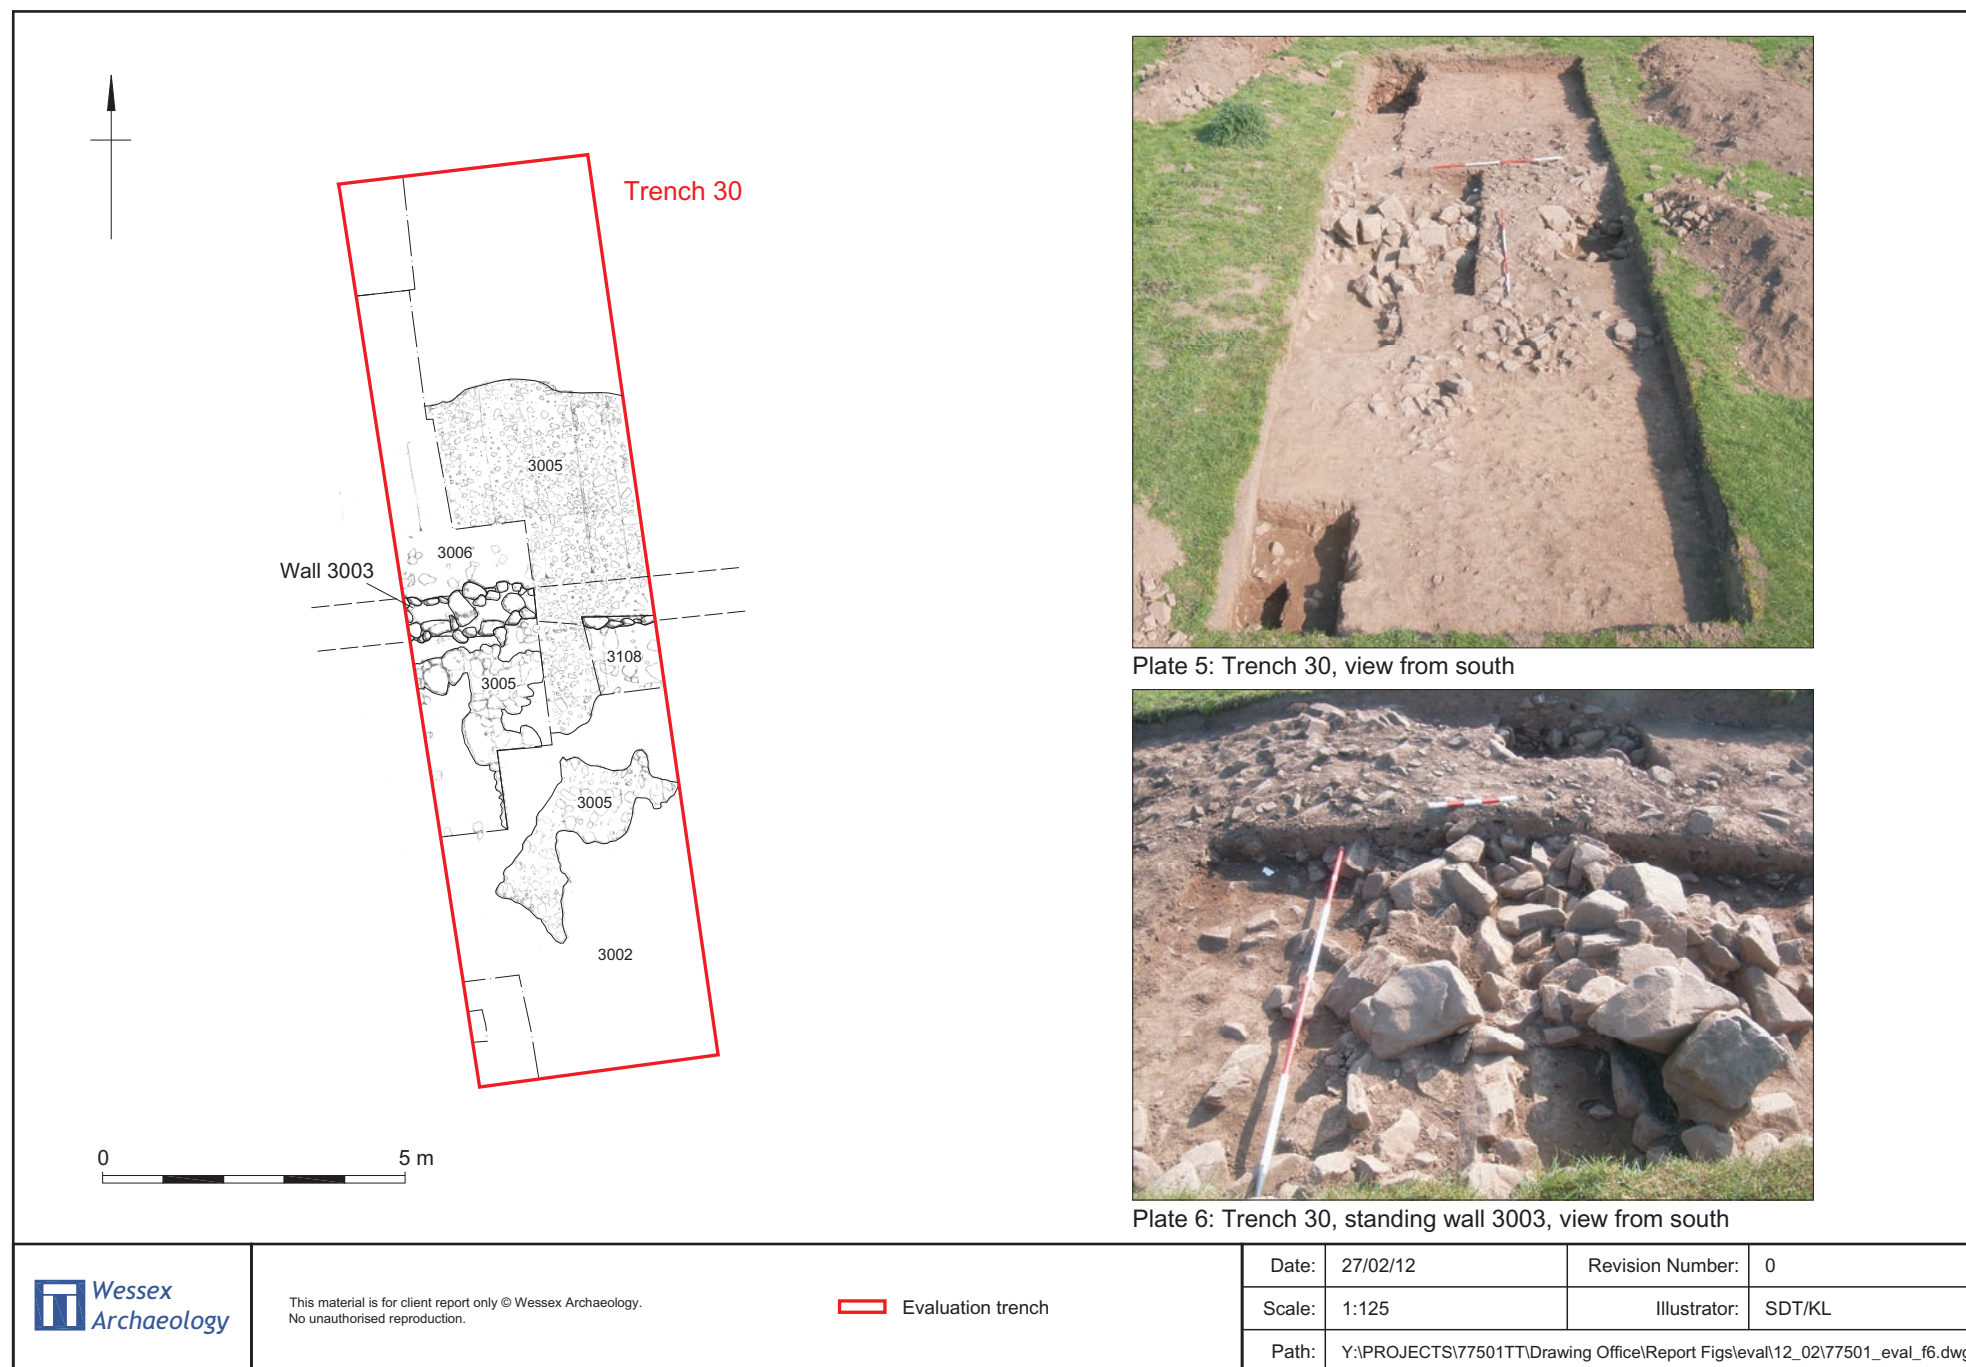 Trench 30
3005
3006
Wall 3003
3108
3005
3005
3002
0 5 m
Plate 5: Trench 30, view from south
Plate 6: Trench 30, standing wall 3003, view from south
Wessex
Archaeology
This material is for client report only © Wessex Archaeology.
No unauthorised reproduction.
Evaluation trench
Date: 27/02/12 Revision Number: 0
Scale: 1:125 Illustrator: SDT/KL
Path: Y:\PROJECTS\77501TT\Drawing Office\Report Figs\eval\12_02\77501_eval_f6.dwg